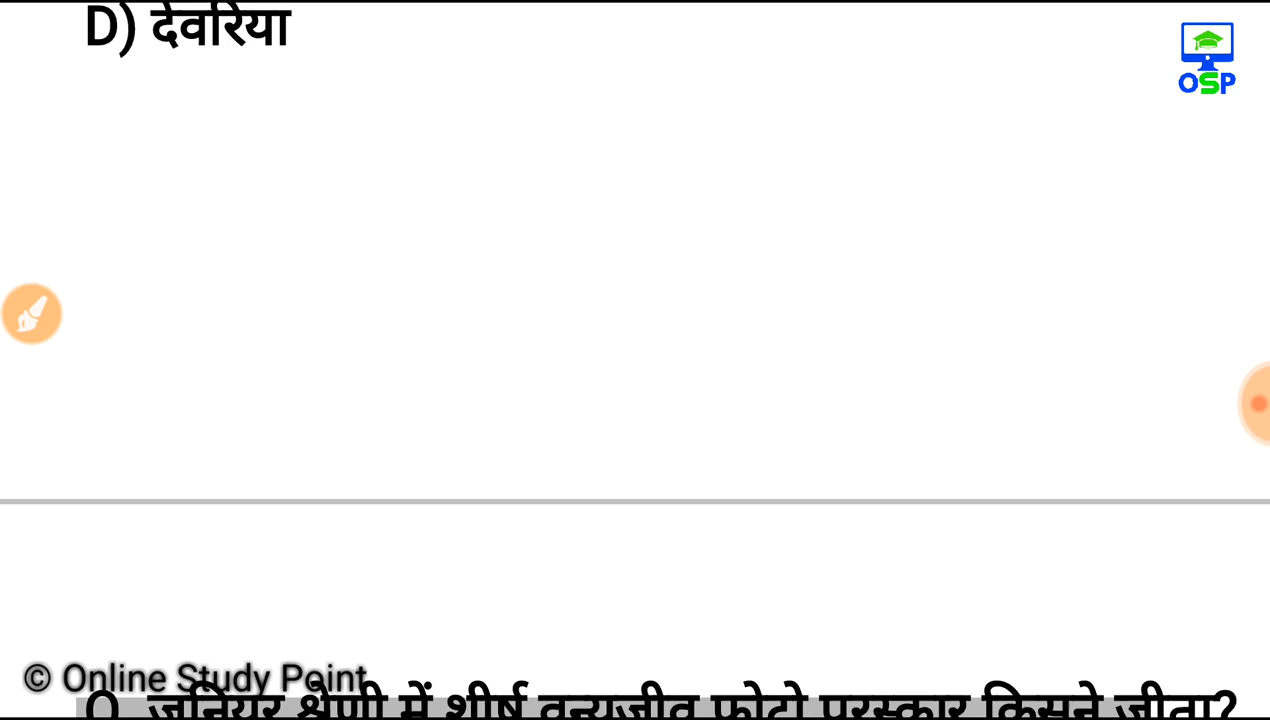 D) देवरिया
OSP
© Online Study Point
Q. जूनियर श्रेणी में शीर्ष वन्यजीव फोटो पुरस्कार किसने जीता?